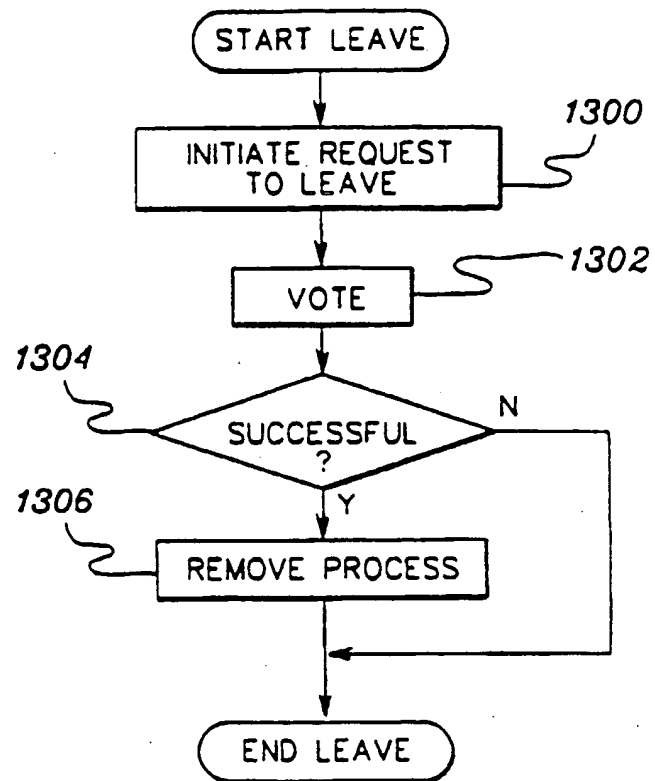 START LEAVE
1300
INITIATE REQUEST
TO LEAVE
1302
VOTE
1304
N
SUCCESSFUL
?
Y
1306
REMOVE PROCESS
END LEAVE